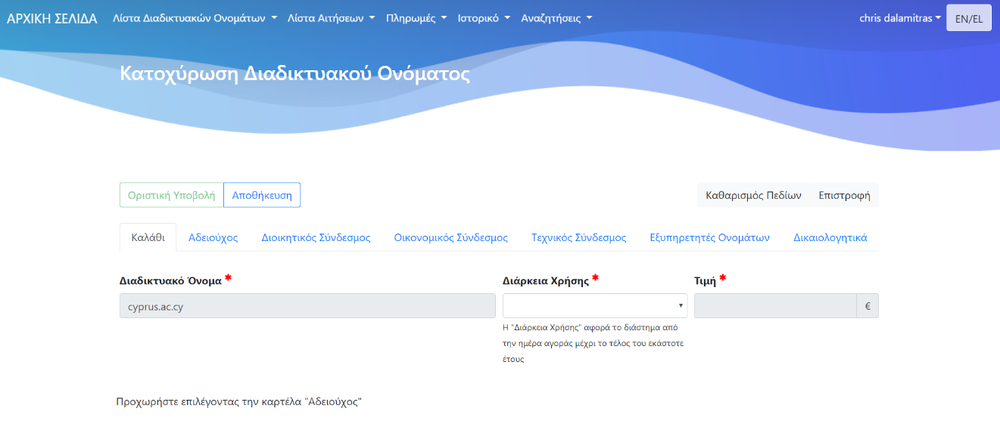 ΑΡΧΙΚΗ ΣΕΛΙΔΑ Λίστα Διαδικτυακών Ονομάτων Λίστα Αιτήσεων Πληρωμές Ιστορικό Αναζητήσεις chris dalamitras EN/EL
Κατοχύρωση Διαδικτυακού Ονόματος
Οριστική Υποβολή Αποθήκευση Καθαρισμός Πεδίων Επιστροφή
Καλάθι Αδειούχος Διοικητικός Σύνδεσμος Οικονομικός Σύνδεσμος Τεχνικός Σύνδεσμος Εξυπηρετητές Ονομάτων Δικαιολογητικά
Διαδικτυακό Όνομα * Διάρκεια Χρήσης * Τιμή *
cyprus.ac.cy €
Η "Διάρκεια Χρήσης" αφορά το διάστημα από
την ημέρα αγοράς μέχρι το τέλος του εκάστοτε
έτους
Προχωρήστε επιλέγοντας την καρτέλα "Αδειούχος"